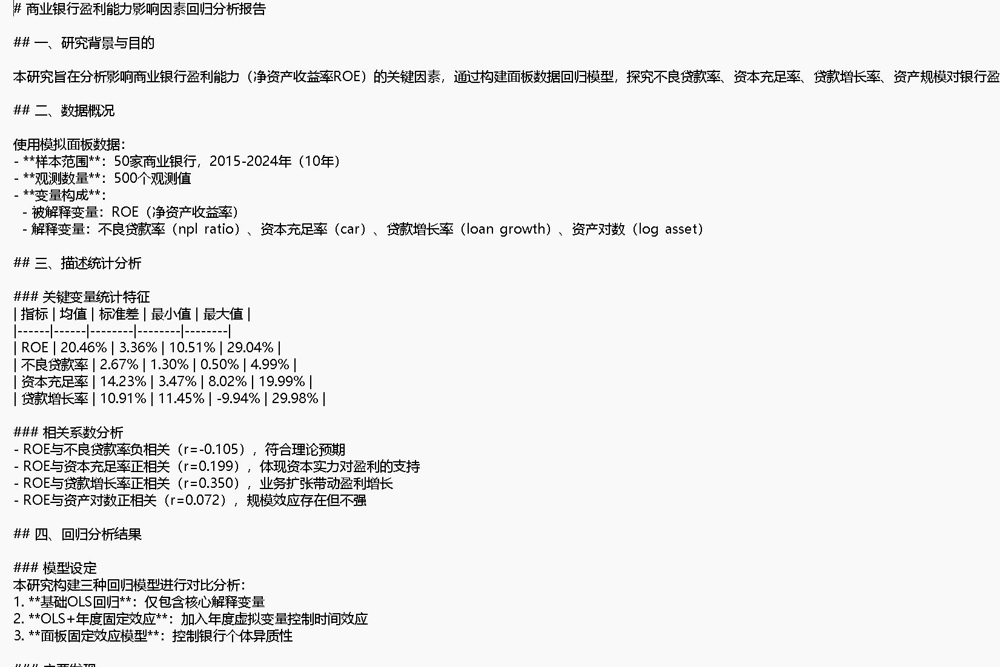 # 商业银行盈利能力影响因素回归分析报告
## 一、研究背景与目的
本研究旨在分析影响商业银行盈利能力（净资产收益率ROE）的关键因素，通过构建面板数据回归模型，探究不良贷款率、资本充足率、贷款增长率、资产规模对银行盈
## 二、数据概况
使用模拟面板数据：
- **样本范围**：50家商业银行，2015-2024年（10年）
- **观测数量**：500个观测值
- **变量构成**：
  - 被解释变量：ROE（净资产收益率）
  - 解释变量：不良贷款率（npl ratio）、资本充足率（car）、贷款增长率（loan growth）、资产对数（log asset）
## 三、描述统计分析
### 关键变量统计特征
| 指标 | 均值 | 标准差 | 最小值 | 最大值 |
|------|------|--------|--------|--------|
| ROE | 20.46% | 3.36% | 10.51% | 29.04% |
| 不良贷款率 | 2.67% | 1.30% | 0.50% | 4.99% |
| 资本充足率 | 14.23% | 3.47% | 8.02% | 19.99% |
| 贷款增长率 | 10.91% | 11.45% | -9.94% | 29.98% |
### 相关系数分析
- ROE与不良贷款率负相关（r=-0.105），符合理论预期
- ROE与资本充足率正相关（r=0.199），体现资本实力对盈利的支持
- ROE与贷款增长率正相关（r=0.350），业务扩张带动盈利增长
- ROE与资产对数正相关（r=0.072），规模效应存在但不强
## 四、回归分析结果
### 模型设定
本研究构建三种回归模型进行对比分析：
1. **基础OLS回归**：仅包含核心解释变量
2. **OLS+年度固定效应**：加入年度虚拟变量控制时间效应
3. **面板固定效应模型**：控制银行个体异质性
### 主要发现